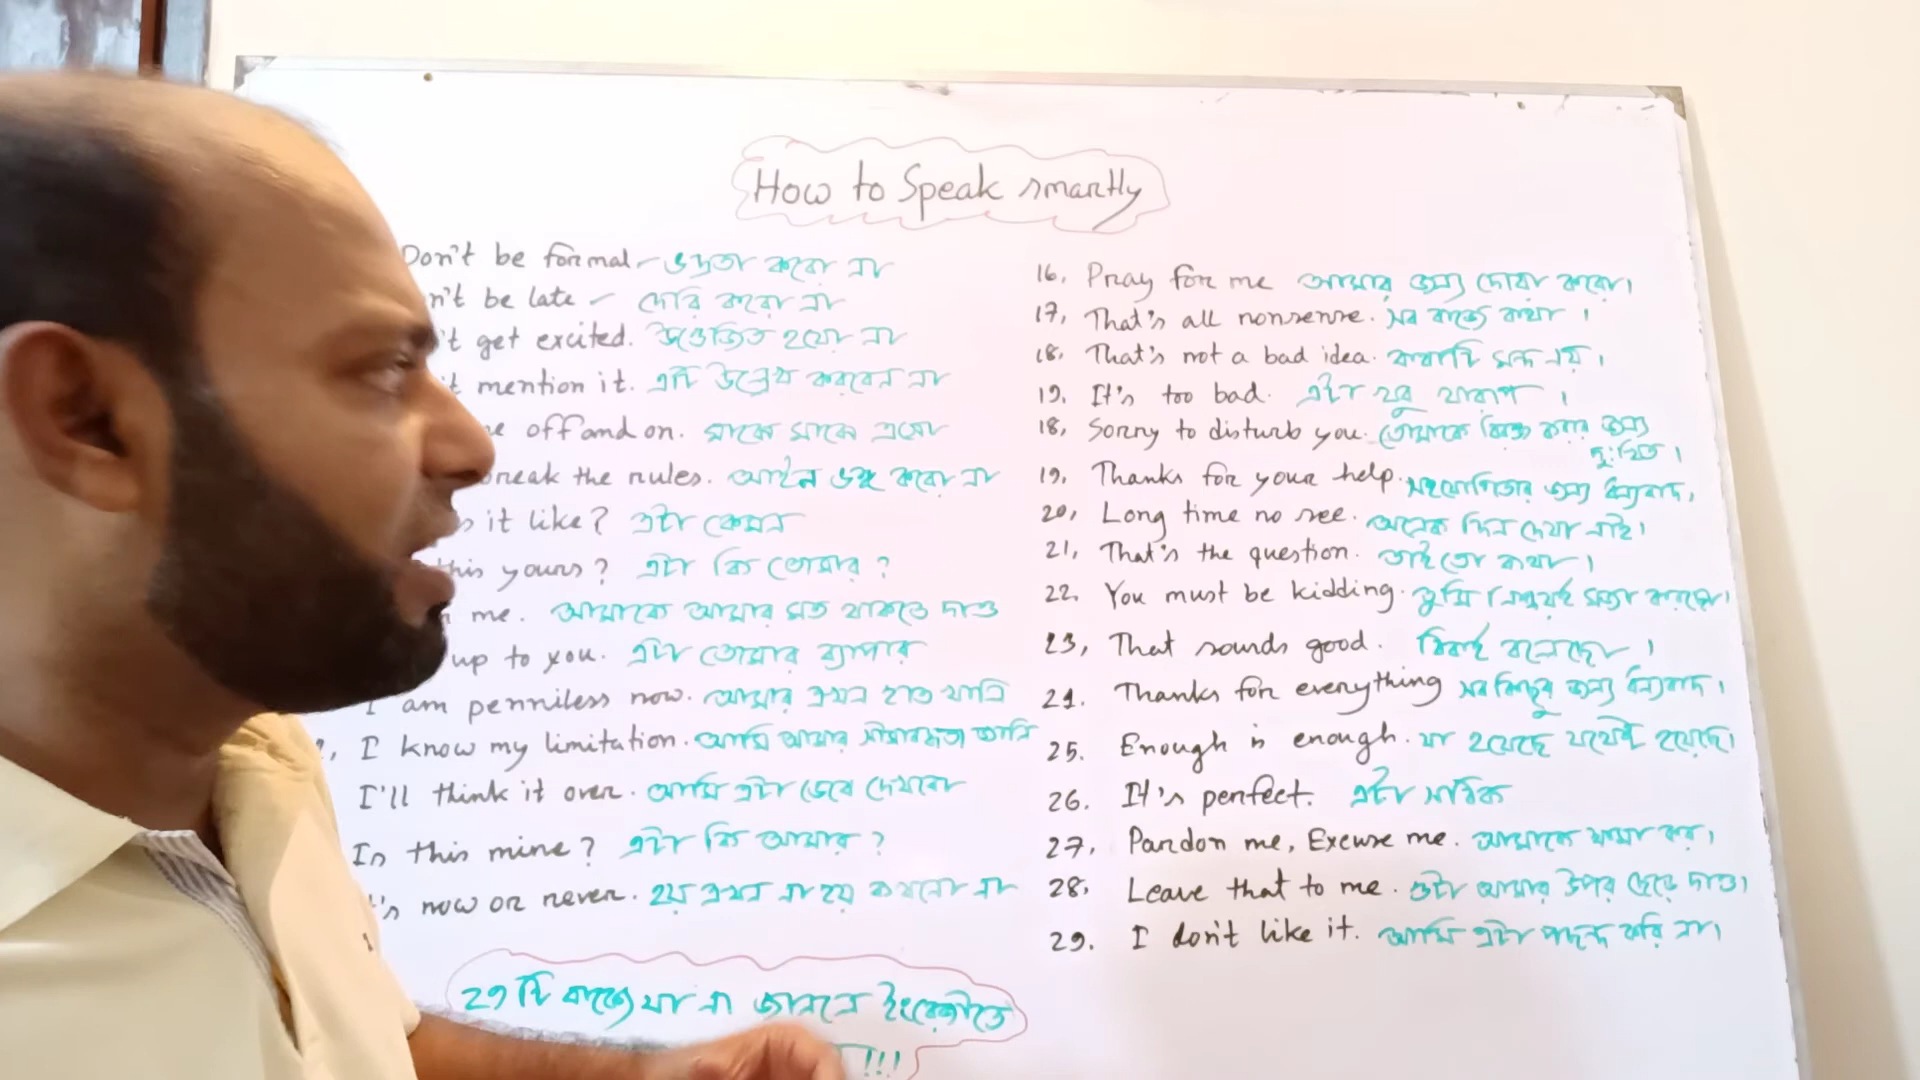 How to Speak smartly
Don't be formal - ভদ্রতা করো না
n't be late - দেরি করো না
't get excited. উত্তেজিত হয়ো না
t mention it. এটি উল্লেখ করবেন না
e off and on. মাঝে মাঝে এসো
break the rules. আইন ভঙ্গ করো না
s it like? এটা কেমন
this yours? এটা কি তোমার ?
me. আমাকে আমার মত থাকতে দাও
up to you. এটা তোমার ব্যাপার
I am penniless now. আমার এখন হাত খালি
, I know my limitation. আমি আমার সীমাবদ্ধতা জানি
I'll think it over. আমি এটা ভেবে দেখবো
Is this mine? এটা কি আমার ?
's now or never. হয় এখন না হয় কখনো না
29 টি বাক্য যা না জানলে ইংরেজীতে
!!!
16. Pray for me আমার জন্য দোয়া করো।
17, That's all nonsense. সব বাজে কথা ।
18. That's not a bad idea. কথাটি মন্দ নয়।
19. It's too bad. এটা খুব খারাপ ।
18, Sorry to disturb you. তোমাকে বিরক্ত করার জন্য
দুঃখিত।
19, Thanks for your help. সহযোগিতার জন্য ধন্যবাদ।
20, Long time no see. অনেক দিন দেখা নাই।
21, That's the question. তাই তো কথা।
22. You must be kidding. তুমি নিশ্চয়ই মজা করছো।
23, That sounds good. ঠিকই বলেছো ।
24. Thanks for everything সব কিছুর জন্য ধন্যবাদ।
25. Enough is enough. যা হয়েছে যথেষ্ট হয়েছে।
26. It's perfect. এটা সঠিক
27. Pardon me, Excuse me. আমাকে ক্ষমা কর।
28. Leave that to me. ওটা আমার উপর ছেড়ে দাও।
29. I don't like it. আমি এটা পছন্দ করি না।